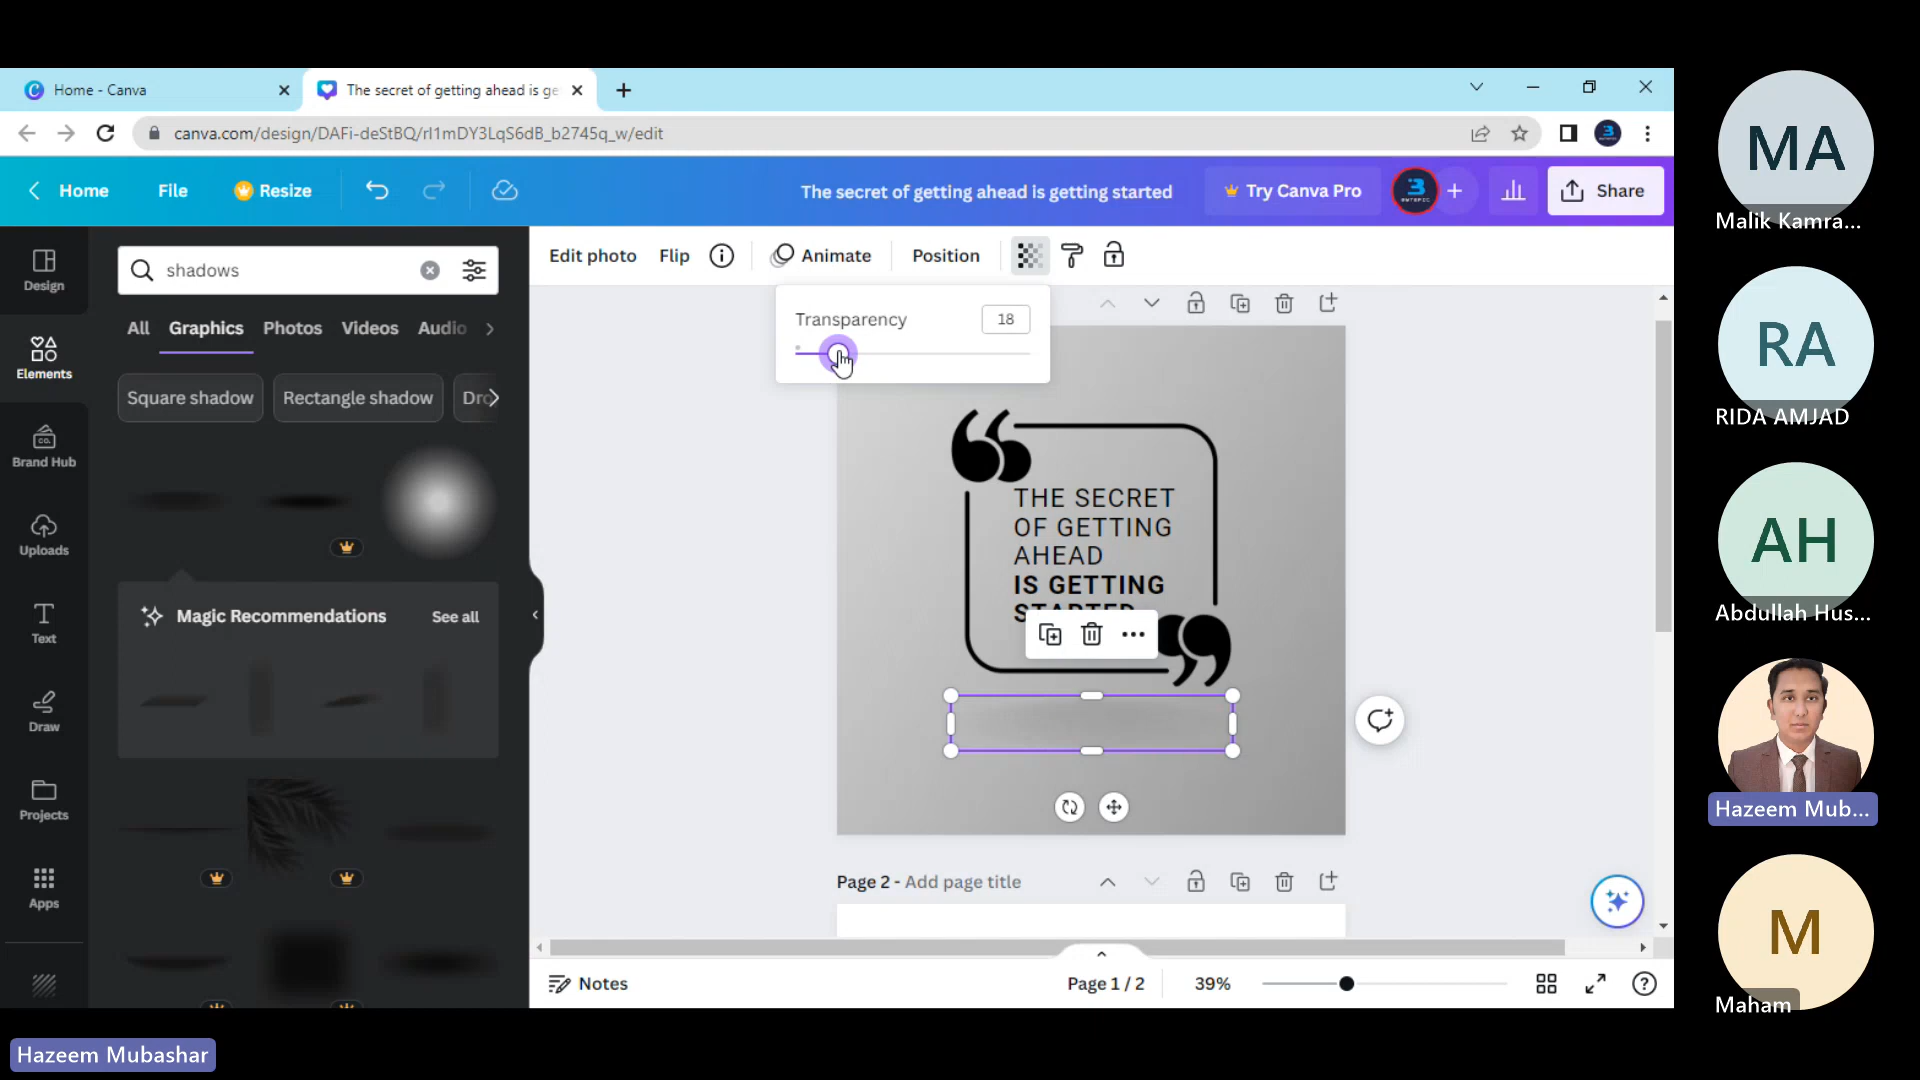 Home - Canva
The secret of getting ahead is ge
canva.com/design/DAFi-deStBQ/rI1mDY3LqS6dB_b2745q_w/edit
Home File Resize
The secret of getting ahead is getting started
Try Canva Pro
Share
Design
Elements
Brand Hub
CO.
Uploads
Text
Draw
Projects
Apps
shadows
All Graphics Photos Videos Audio
Square shadow Rectangle shadow Dro
Magic Recommendations See all
Edit photo Flip Animate Position
Transparency 18
THE SECRET
OF GETTING
AHEAD
IS GETTING
STARTED
Page 2 - Add page title
Notes
Page 1 / 2
39%
MA
Malik Kamra...
RA
RIDA AMJAD
AH
Abdullah Hus...
Hazeem Mub...
M
Maham
Hazeem Mubashar